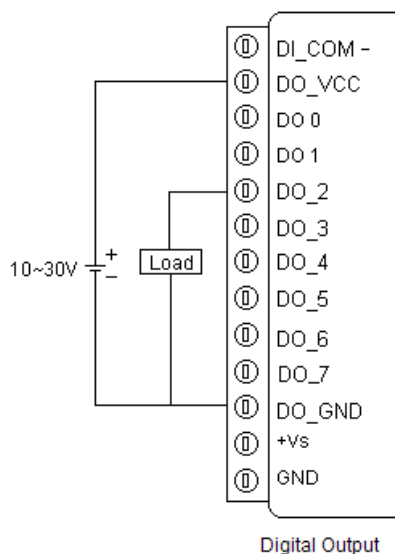 DI_COM -
DO_VCC
DO 0
DO 1
DO_2
DO_3
Load
DO_4
10~30V
+
−
DO_5
DO_6
DO_7
DO_GND
+Vs
GND
Digital Output